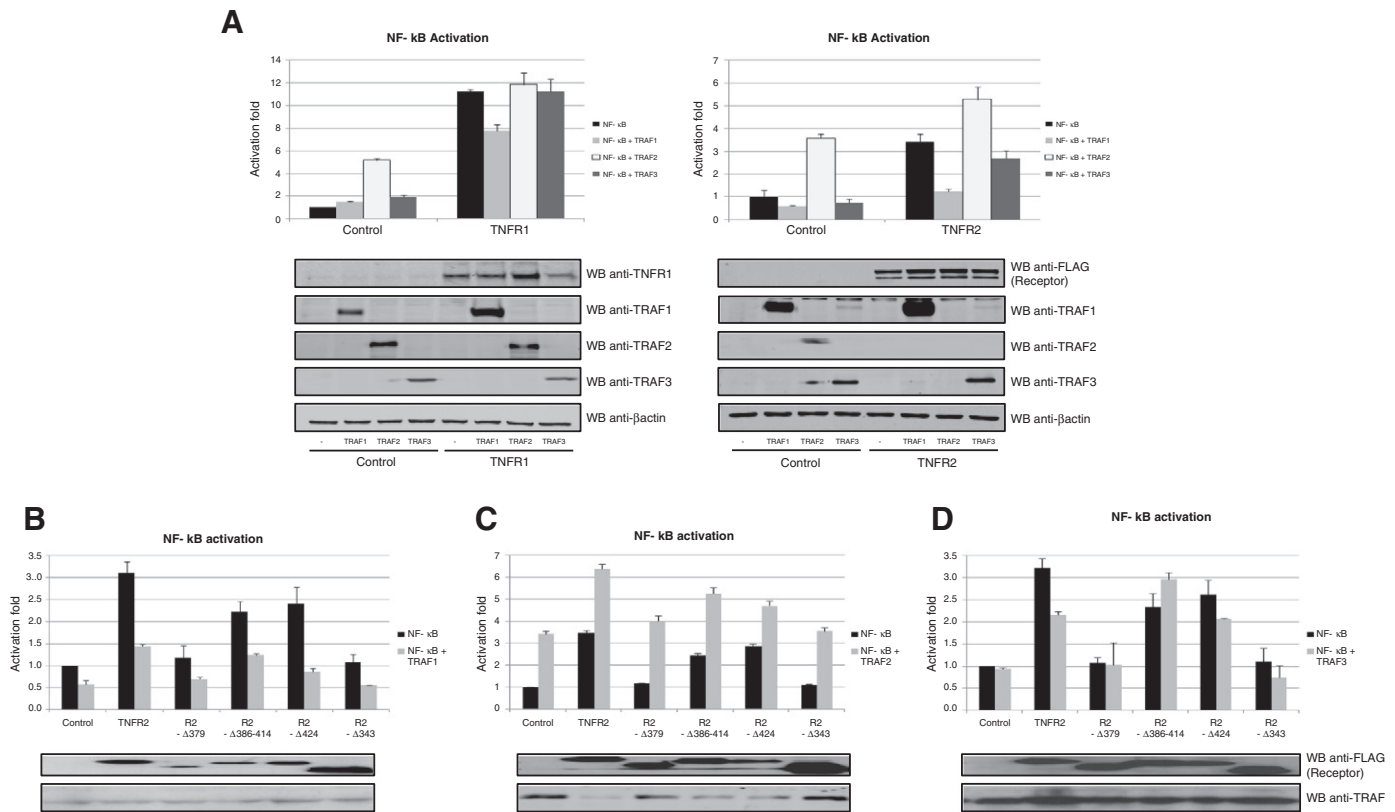 A
NF- kB Activation
Activation fold
14
12
10
8
6
4
2
0
Control
TNFR1
NF- κB
NF- κB + TRAF1
NF- κB + TRAF2
NF- κB + TRAF3
WB anti-TNFR1
WB anti-TRAF1
WB anti-TRAF2
WB anti-TRAF3
WB anti-βactin
- TRAF1 TRAF2 TRAF3 - TRAF1 TRAF2 TRAF3
Control TNFR1
NF- kB Activation
Activation fold
7
6
5
4
3
2
1
0
Control
TNFR2
NF- κB
NF- κB + TRAF1
NF- κB + TRAF2
NF- κB + TRAF3
WB anti-FLAG
(Receptor)
WB anti-TRAF1
WB anti-TRAF2
WB anti-TRAF3
WB anti-βactin
- TRAF1 TRAF2 TRAF3 - TRAF1 TRAF2 TRAF3
Control TNFR2
B
NF- kB activation
Activation fold
3.5
3.0
2.5
2.0
1.5
1.0
0.5
0.0
Control TNFR2 R2 R2 R2 R2
- Δ379 - Δ386-414 - Δ424 - Δ343
NF- κB
NF- κB +
TRAF1
C
NF- kB activation
Activation fold
7
6
5
4
3
2
1
0
Control TNFR2 R2 R2 R2 R2
- Δ379 - Δ386-414 - Δ424 - Δ343
NF- κB
NF- κB +
TRAF2
D
NF- kB activation
Activation fold
3.5
3.0
2.5
2.0
1.5
1.0
0.5
0.0
Control TNFR2 R2 R2 R2 R2
- Δ379 - Δ386-414 - Δ424 - Δ343
NF- κB
NF- κB +
TRAF3
WB anti-FLAG
(Receptor)
WB anti-TRAF